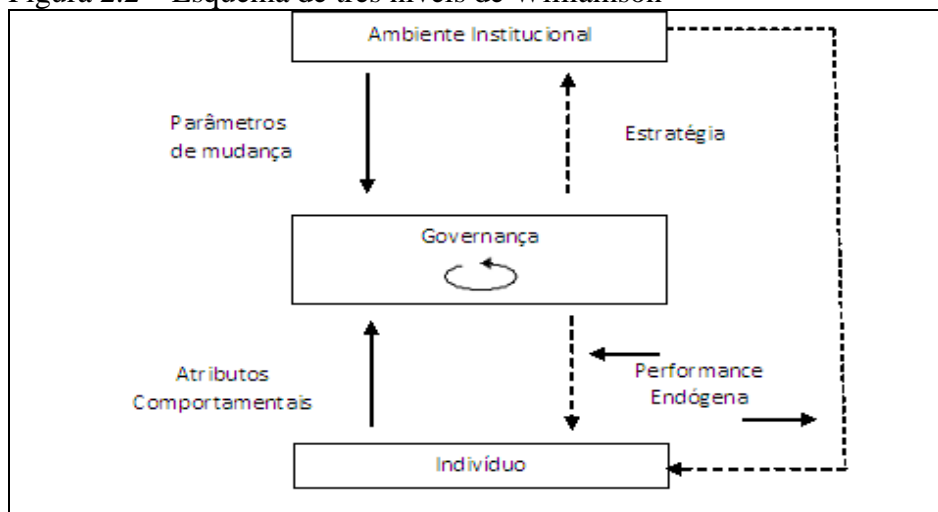 Figura 2.2 – Esquema de três níveis de Williamson
Ambiente Institucional
Parâmetros
de mudança
Estratégia
Governança
Atributos
Comportamentais
Performance
Endógena
Indivíduo